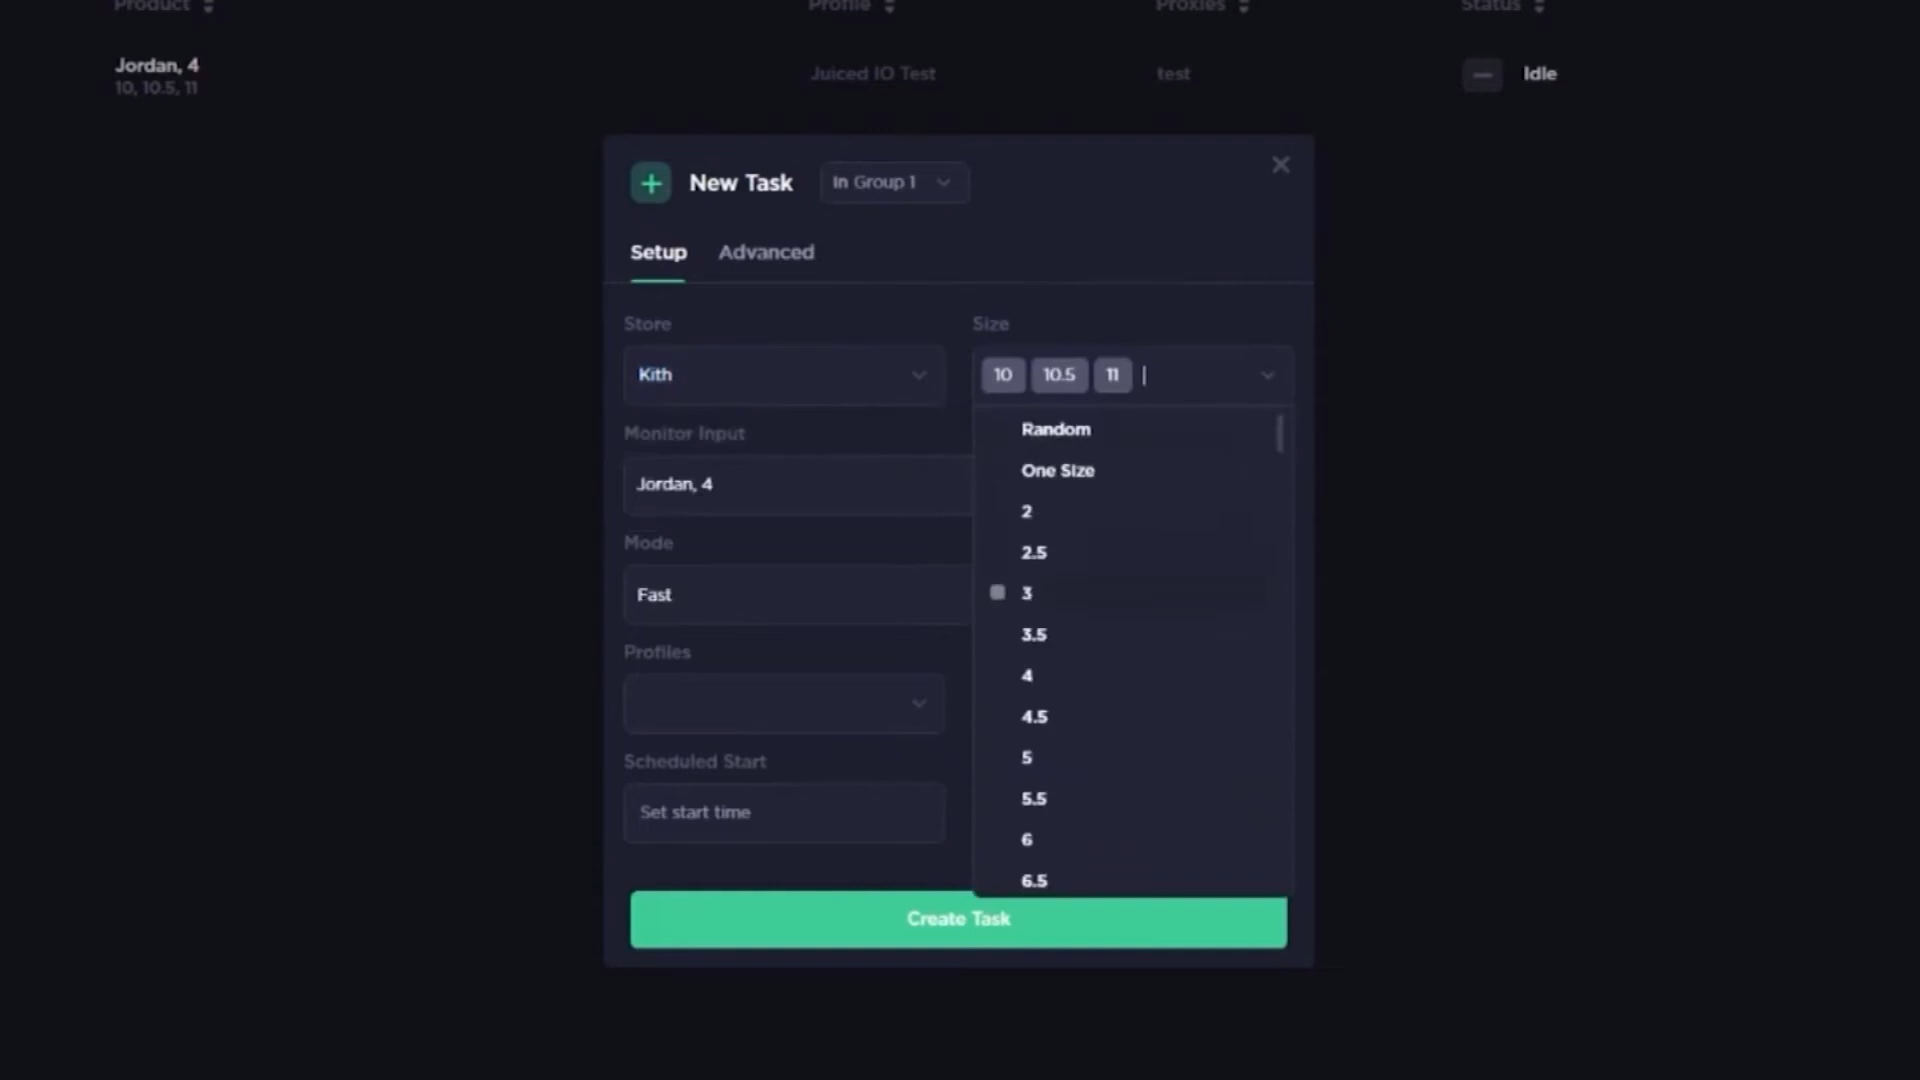 Product Profile Proxies Status
Jordan, 4 Juiced IO Test test Idle
10, 10.5, 11
New Task In Group 1
Setup Advanced
Store Size
Kith 10 10.5 11
Monitor Input
Jordan, 4
Mode
Fast
Profiles
Scheduled Start
Set start time
Random
One Size
2
2.5
3
3.5
4
4.5
5
5.5
6
6.5
Create Task